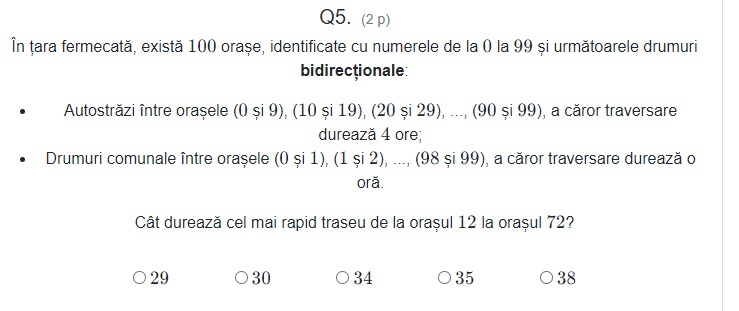 Q5. (2 p)
În țara fermecată, există 100 orașe, identificate cu numerele de la 0 la 99 și următoarele drumuri
bidirecționale:
• Autostrăzi între orașele (0 și 9), (10 și 19), (20 și 29), ..., (90 și 99), a căror traversare
durează 4 ore;
• Drumuri comunale între orașele (0 și 1), (1 și 2), ..., (98 și 99), a căror traversare durează o
oră.
Cât durează cel mai rapid traseu de la orașul 12 la orașul 72?
29 30 34 35 38